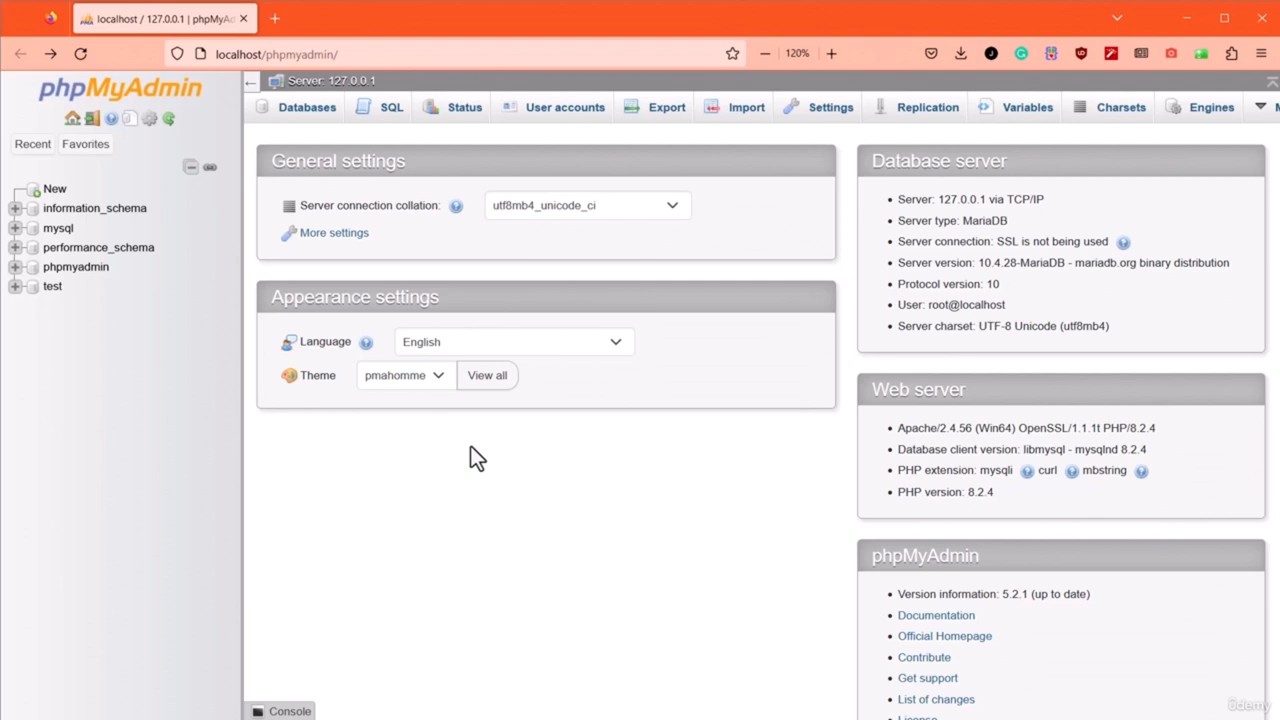 localhost / 127.0.0.1 | phpMyAd
localhost/phpmyadmin/
120%
phpMyAdmin
Recent
Favorites
New
information_schema
mysql
performance_schema
phpmyadmin
test
Server: 127.0.0.1
Databases
SQL
Status
User accounts
Export
Import
Settings
Replication
Variables
Charsets
Engines
M
General settings
Server connection collation:
utf8mb4_unicode_ci
More settings
Appearance settings
Language
English
Theme
pmahomme
View all
Database server
Server: 127.0.0.1 via TCP/IP
Server type: MariaDB
Server connection: SSL is not being used
Server version: 10.4.28-MariaDB - mariadb.org binary distribution
Protocol version: 10
User: root@localhost
Server charset: UTF-8 Unicode (utf8mb4)
Web server
Apache/2.4.56 (Win64) OpenSSL/1.1.1t PHP/8.2.4
Database client version: libmysql - mysqlnd 8.2.4
PHP extension: mysqli curl mbstring
PHP version: 8.2.4
phpMyAdmin
Version information: 5.2.1 (up to date)
Documentation
Official Homepage
Contribute
Get support
List of changes
License
Console
ûdemy